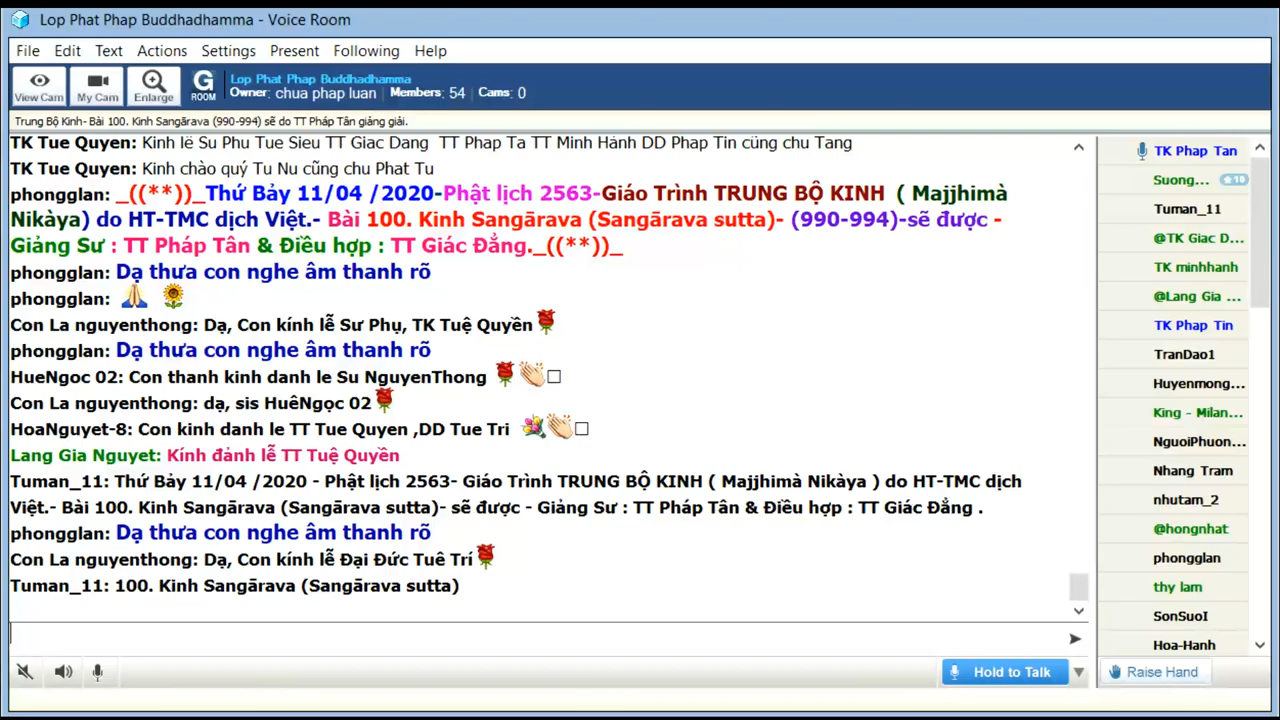 Lop Phat Phap Buddhadhamma - Voice Room
File Edit Text Actions Settings Present Following Help
View Cam My Cam Enlarge G ROOM
Lop Phat Phap Buddhadhamma
Owner: chua phap luan Members: 54 Cams: 0
Trung Bộ Kinh- Bài 100. Kinh Sangārava (990-994) sẽ do TT Pháp Tân giảng giải.
TK Tue Quyen: Kinh lê Su Phu Tue Sieu TT Giac Dang TT Phap Ta TT Minh Hánh DD Phap Tin cũng chu Tang
TK Tue Quyen: Kinh chào quý Tu Nu cũng chu Phat Tu
phongglan: _((**))_Thứ Bảy 11/04 /2020-Phật lịch 2563-Giáo Trình TRUNG BỘ KINH ( Majjhimà
Nikàya) do HT-TMC dịch Việt.- Bài 100. Kinh Sangārava (Sangārava sutta)- (990-994)-sẽ được -
Giảng Sư : TT Pháp Tân & Điều hợp : TT Giác Đẳng._((**))_
phongglan: Dạ thưa con nghe âm thanh rõ
phongglan:
Con La nguyenthong: Dạ, Con kính lễ Sư Phụ, TK Tuệ Quyền
phongglan: Dạ thưa con nghe âm thanh rõ
HueNgoc 02: Con thanh kinh danh le Su NguyenThong
Con La nguyenthong: dạ, sis HuêNgọc 02
HoaNguyet-8: Con kinh danh le TT Tue Quyen ,DD Tue Tri
Lang Gia Nguyet: Kính đảnh lễ TT Tuệ Quyền
Tuman_11: Thứ Bảy 11/04 /2020 - Phật lịch 2563- Giáo Trình TRUNG BỘ KINH ( Majjhimà Nikàya ) do HT-TMC dịch
Việt.- Bài 100. Kinh Sangārava (Sangārava sutta)- sẽ được - Giảng Sư : TT Pháp Tân & Điều hợp : TT Giác Đẳng .
phongglan: Dạ thưa con nghe âm thanh rõ
Con La nguyenthong: Dạ, Con kính lễ Đại Đức Tuê Trí
Tuman_11: 100. Kinh Sangārava (Sangārava sutta)
Hold to Talk
TK Phap Tan
Suong... 10
Tuman_11
@TK Giac D...
TK minhhanh
@Lang Gia ...
TK Phap Tin
TranDao1
Huyenmong...
King - Milan...
NguoiPhuon...
Nhang Tram
nhutam_2
@hongnhat
phongglan
thy lam
SonSuoI
Hoa-Hanh
Raise Hand